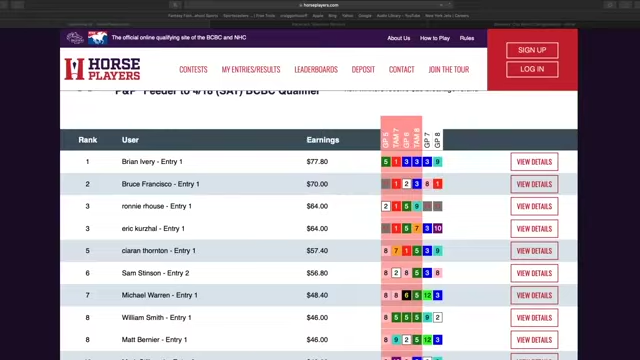 horseplayers.com
The official online qualifying site of the BCBC and NHC
About Us How to Play Rules
SIGN UP
LOG IN
HORSE
PLAYERS
CONTESTS MY ENTRIES/RESULTS LEADERBOARDS DEPOSIT CONTACT JOIN THE TOUR
P&P Feeder to 4/18 (SAT) BCBC Qualifier
Rank User Earnings GP 5 TAM 7 GP 6 TAM 8 GP 7 GP 8
1 Brian Ivery - Entry 1 $77.80 5 1 3 3 3 9 VIEW DETAILS
2 Bruce Francisco - Entry 1 $70.00 1 2 3 8 1 VIEW DETAILS
3 ronnie rhouse - Entry 1 $64.00 2 1 5 9 VIEW DETAILS
3 eric kurzhal - Entry 1 $64.00 1 5 7 3 10 VIEW DETAILS
5 ciaran thornton - Entry 1 $57.40 8 7 1 5 3 9 VIEW DETAILS
6 Sam Stinson - Entry 2 $56.80 8 2 8 5 3 8 VIEW DETAILS
7 Michael Warren - Entry 1 $48.40 8 8 6 5 12 3 VIEW DETAILS
8 William Smith - Entry 1 $46.00 8 5 5 5 9 2 VIEW DETAILS
8 Matt Bernier - Entry 1 $46.00 8 9 2 5 12 3 VIEW DETAILS